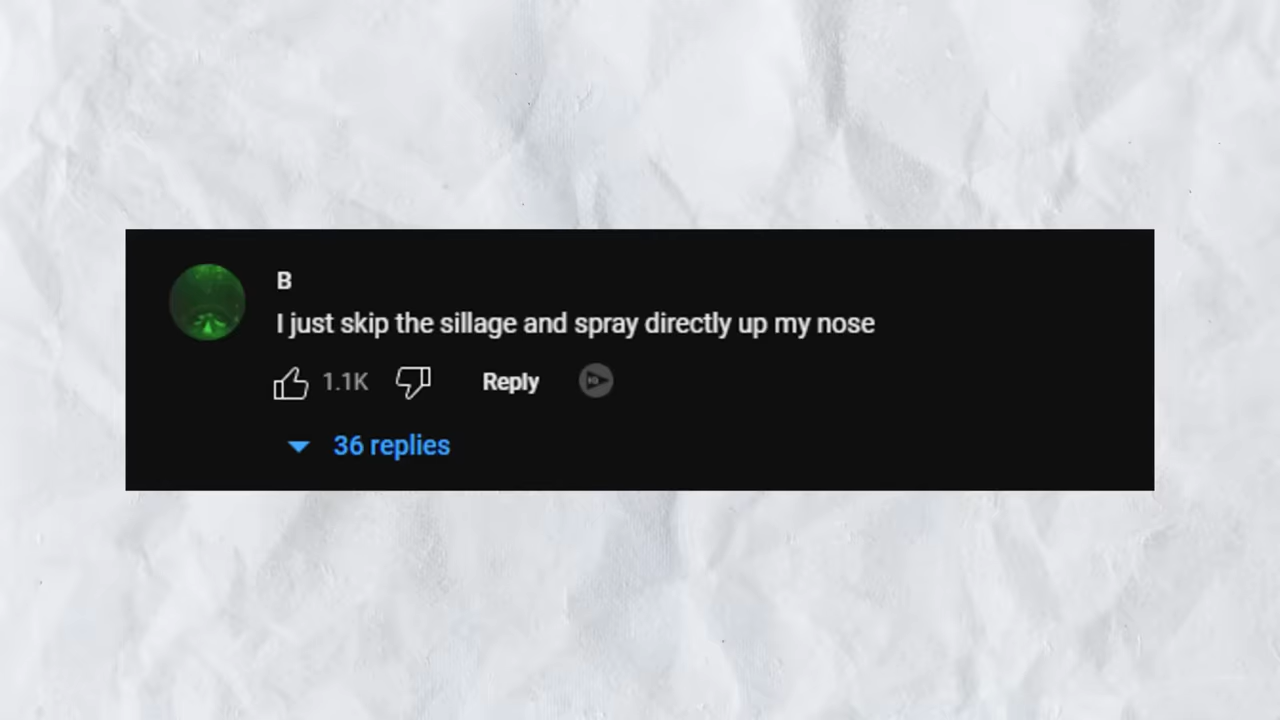 B
I just skip the sillage and spray directly up my nose
1.1K Reply
36 replies